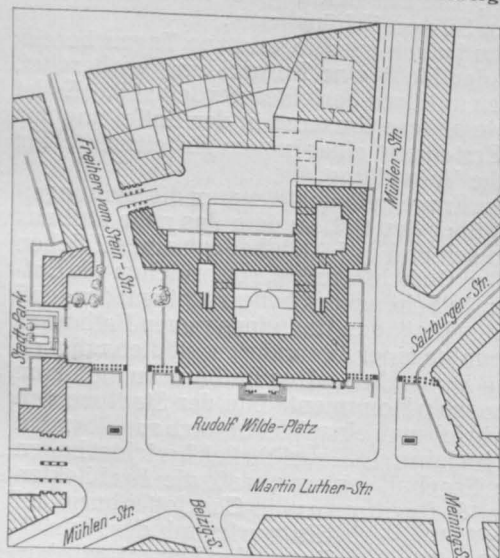 Freiherr vom Stein-Str.
Mühlen-Str.
Stadt-Park
Salzburger-Str.
Rudolf Wilde-Platz
Martin Luther-Str.
Mühlen-Str.
Belzig.S.
Meining-S